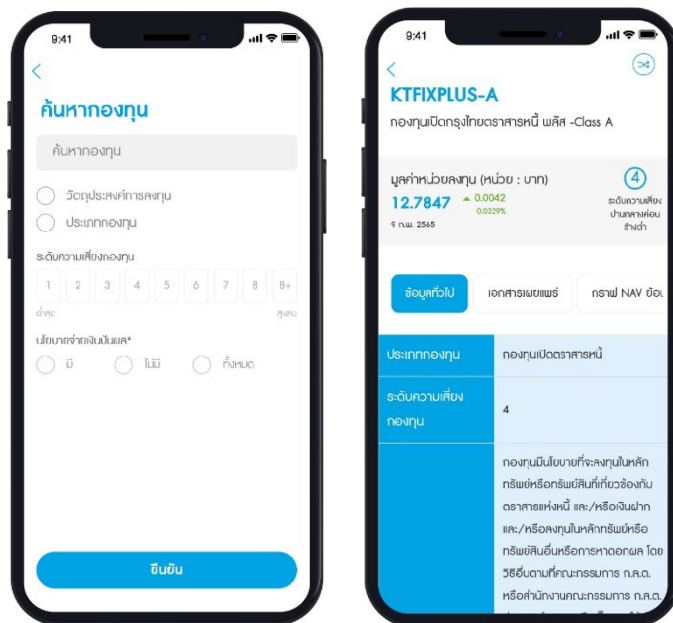 9:41
ค้นหากองทุน
ค้นหากองทุน
วัตถุประสงค์การลงทุน
ประเภทกองทุน
ระดับความเสี่ยงกองทุน
1 2 3 4 5 6 7 8 8+
ต่ำสุด สูงสุด
นโยบายจ่ายเงินปันผล*
มี ไม่มี ทั้งหมด
ยืนยัน
9:41
KTFIXPLUS-A
กองทุนเปิดกรุงไทยตราสารหนี้ พลัส -Class A
มูลค่าหน่วยลงทุน (หน่วย : บาท)
12.7847 0.0042
0.0329%
9 ก.พ. 2565
4
ระดับความเสี่ยง
ปานกลางค่อน
ข้างต่ำ
ข้อมูลทั่วไป เอกสารเผยแพร่ กราฟ NAV ย้อน
ประเภทกองทุน กองทุนเปิดตราสารหนี้
ระดับความเสี่ยง
กองทุน
4
กองทุนมีนโยบายที่จะลงทุนในหลัก
ทรัพย์หรือทรัพย์สินที่เกี่ยวข้องกับ
ตราสารแห่งหนี้ และ/หรือเงินฝาก
และ/หรือลงทุนในหลักทรัพย์หรือ
ทรัพย์สินอื่นหรือการหาดอกผล โดย
วิธีอื่นตามที่คณะกรรมการ ก.ล.ต.
หรือสำนักงานคณะกรรมการ ก.ล.ต.